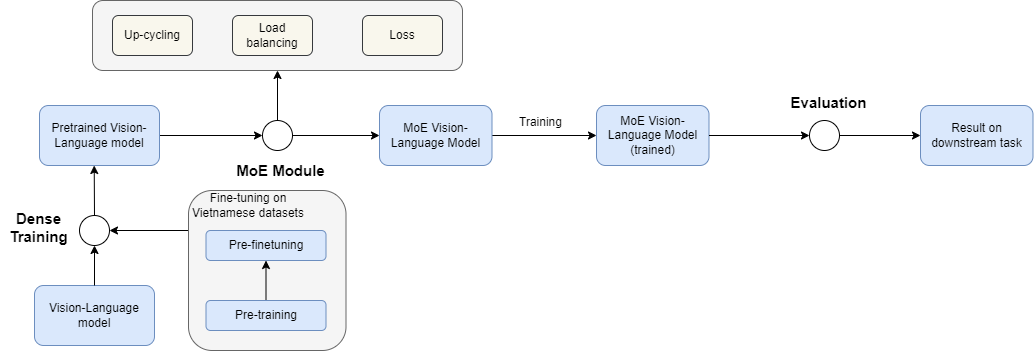 Up-cycling
Load
balancing
Loss
Pretrained Vision-
Language model
MoE Module
MoE Vision-
Language Model
Training
MoE Vision-
Language Model
(trained)
Evaluation
Result on
downstream task
Dense
Training
Fine-tuning on
Vietnamese datasets
Pre-finetuning
Pre-training
Vision-Language
model